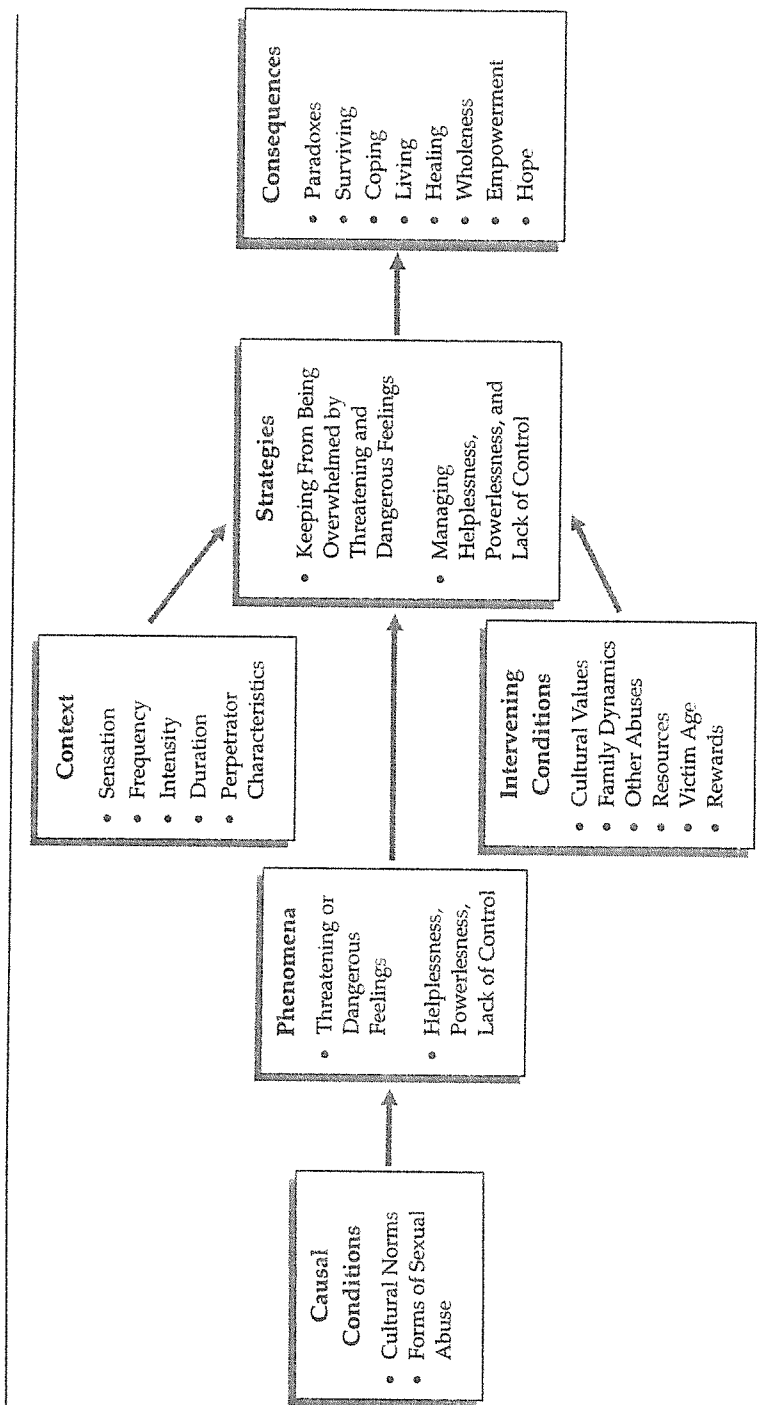 Causal
Conditions
• Cultural Norms
• Forms of Sexual
Abuse
Phenomena
• Threatening or
Dangerous
Feelings
• Helplessness,
Powerlesness,
Lack of Control
Context
• Sensation
• Frequency
• Intensity
• Duration
• Perpetrator
Characteristics
Intervening
Conditions
• Cultural Values
• Family Dynamics
• Other Abuses
• Resources
• Victim Age
• Rewards
Strategies
• Keeping From Being
Overwhelmed by
Threatening and
Dangerous Feelings
• Managing
Helplessness,
Powerlessness, and
Lack of Control
Consequences
• Paradoxes
• Surviving
• Coping
• Living
• Healing
• Wholeness
• Empowerment
• Hope